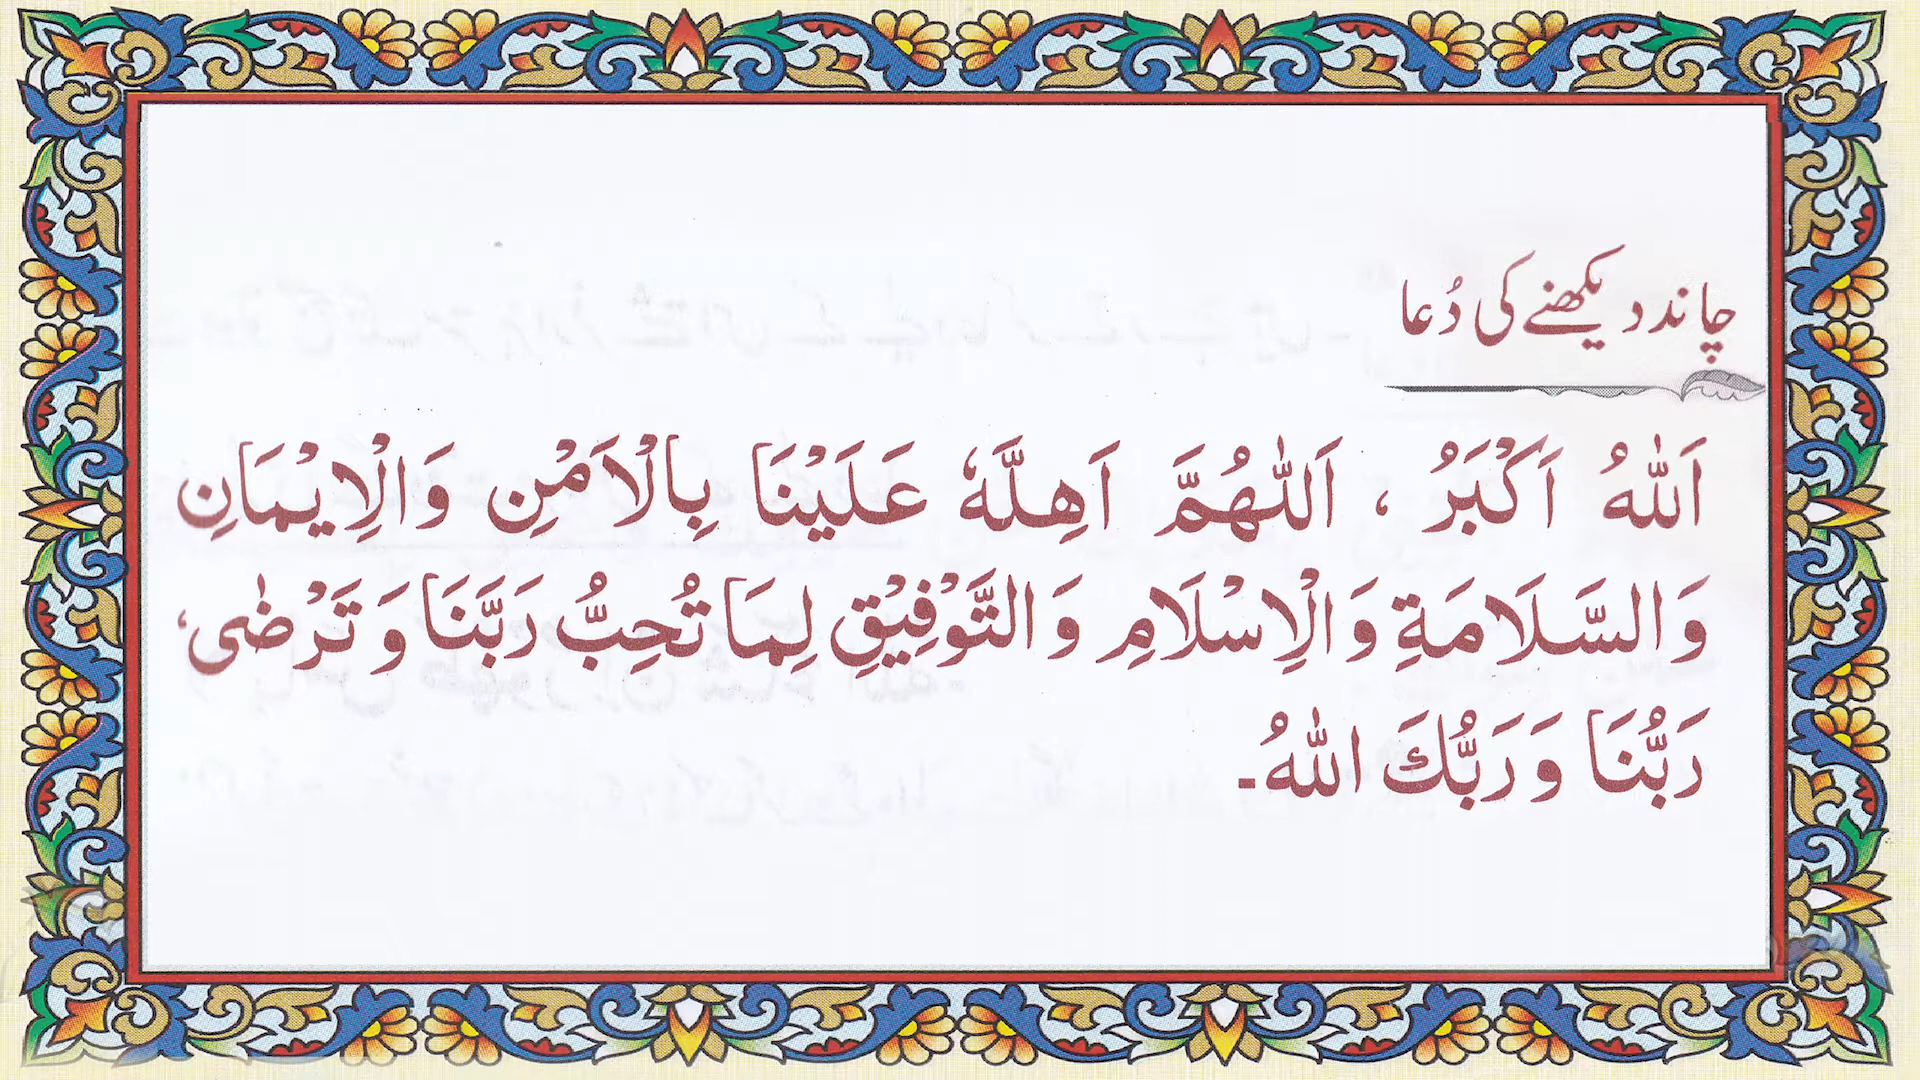 چاند دیکھنے کی دُعا
اَللّٰهُ اَكْبَرُ ، اَللّٰهُمَّ اَهِلَّهٗ عَلَيْنَا بِالْاَمْنِ وَالْاِيْمَانِ
وَالسَّلَامَةِ وَالْاِسْلَامِ وَالتَّوْفِيْقِ لِمَا تُحِبُّ رَبَّنَا وَ تَرْضٰى،
رَبُّنَا وَ رَبُّكَ اللّٰهُ۔